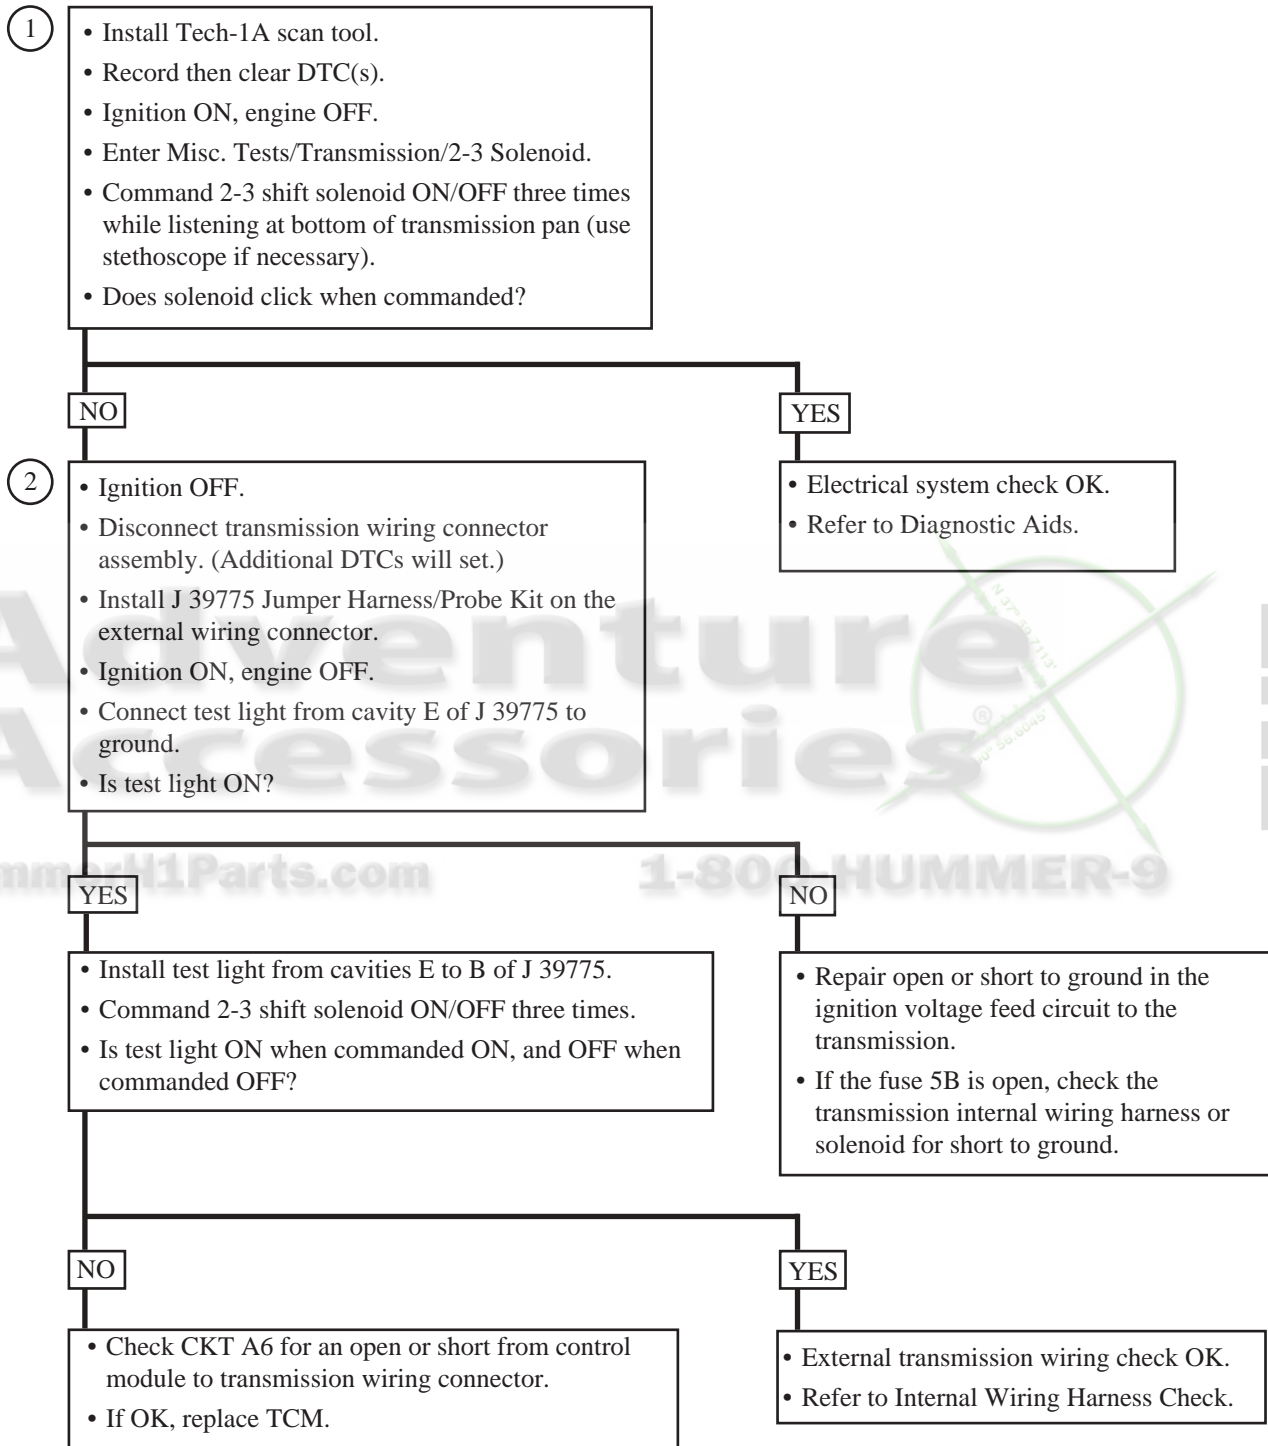 1
• Install Tech-1A scan tool.
• Record then clear DTC(s).
• Ignition ON, engine OFF.
• Enter Misc. Tests/Transmission/2-3 Solenoid.
• Command 2-3 shift solenoid ON/OFF three times
while listening at bottom of transmission pan (use
stethoscope if necessary).
• Does solenoid click when commanded?
NO
YES
2
• Ignition OFF.
• Disconnect transmission wiring connector
assembly. (Additional DTCs will set.)
• Install J 39775 Jumper Harness/Probe Kit on the
external wiring connector.
• Ignition ON, engine OFF.
• Connect test light from cavity E of J 39775 to
ground.
• Is test light ON?
• Electrical system check OK.
• Refer to Diagnostic Aids.
Adventure
Accessories
®
N 37° 50.7113'
mmerH1Parts.com
1-800-HUMMER-9
YES
NO
• Install test light from cavities E to B of J 39775.
• Command 2-3 shift solenoid ON/OFF three times.
• Is test light ON when commanded ON, and OFF when
commanded OFF?
• Repair open or short to ground in the
ignition voltage feed circuit to the
transmission.
• If the fuse 5B is open, check the
transmission internal wiring harness or
solenoid for short to ground.
NO
YES
• Check CKT A6 for an open or short from control
module to transmission wiring connector.
• If OK, replace TCM.
• External transmission wiring check OK.
• Refer to Internal Wiring Harness Check.